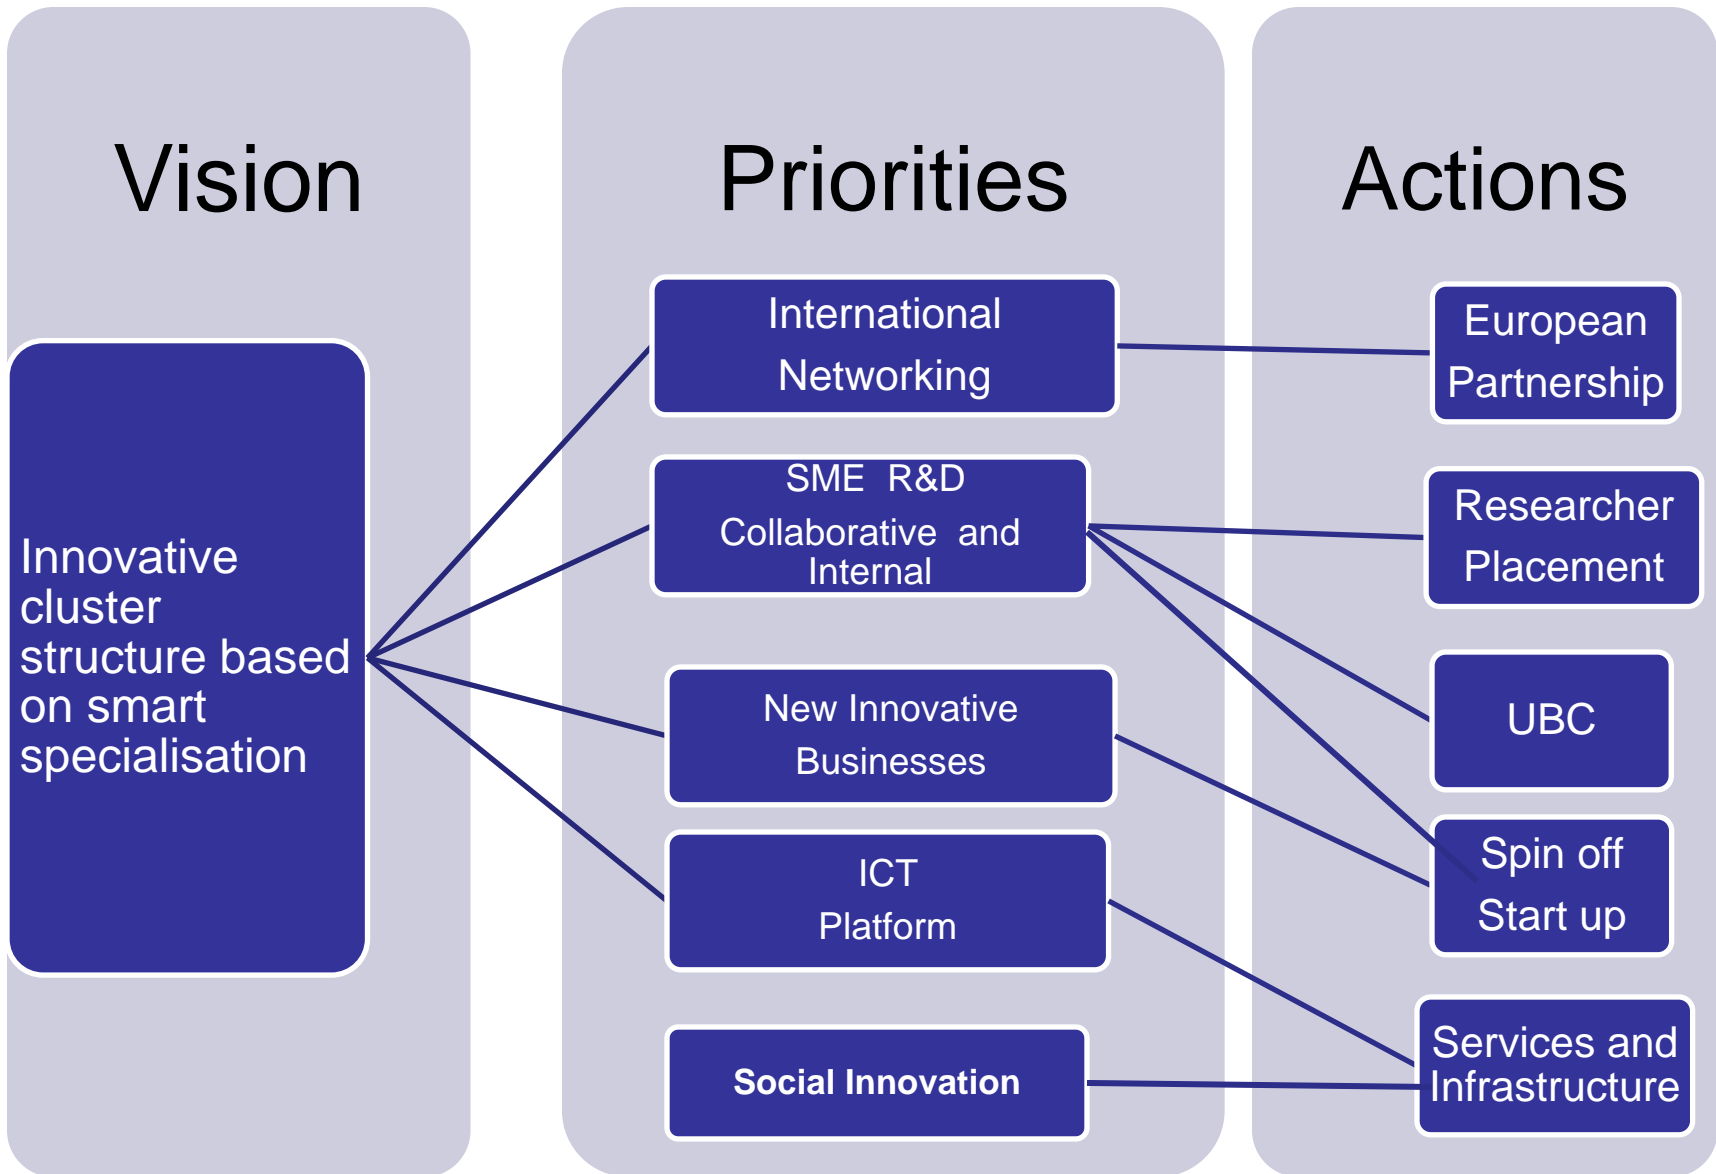 Vision
Priorities
Actions
Innovative
cluster
structure based
on smart
specialisation
International
Networking
SME R&D
Collaborative and
Internal
New Innovative
Businesses
ICT
Platform
Social Innovation
European
Partnership
Researcher
Placement
UBC
Spin off
Start up
Services and
Infrastructure